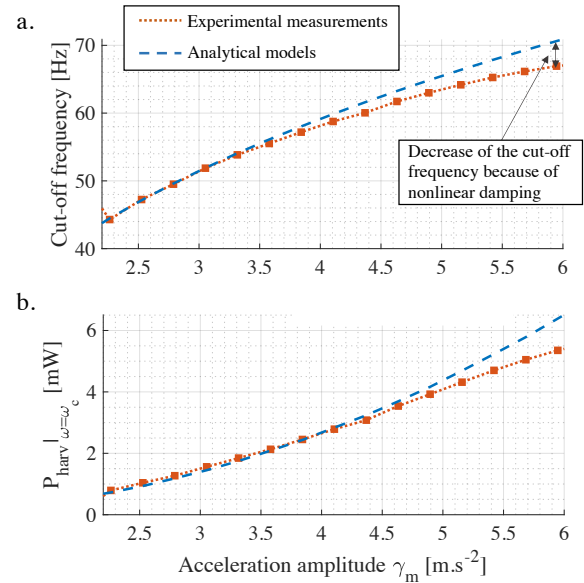 a.
Experimental measurements
Analytical models
Cut-off frequency [Hz]
70
60
50
40
Decrease of the cut-off
frequency because of
nonlinear damping
2.5 3 3.5 4 4.5 5 5.5 6
b.
P_harv|_ω=ω_c [mW]
6
4
2
0
2.5 3 3.5 4 4.5 5 5.5 6
Acceleration amplitude γ_m [m.s⁻²]